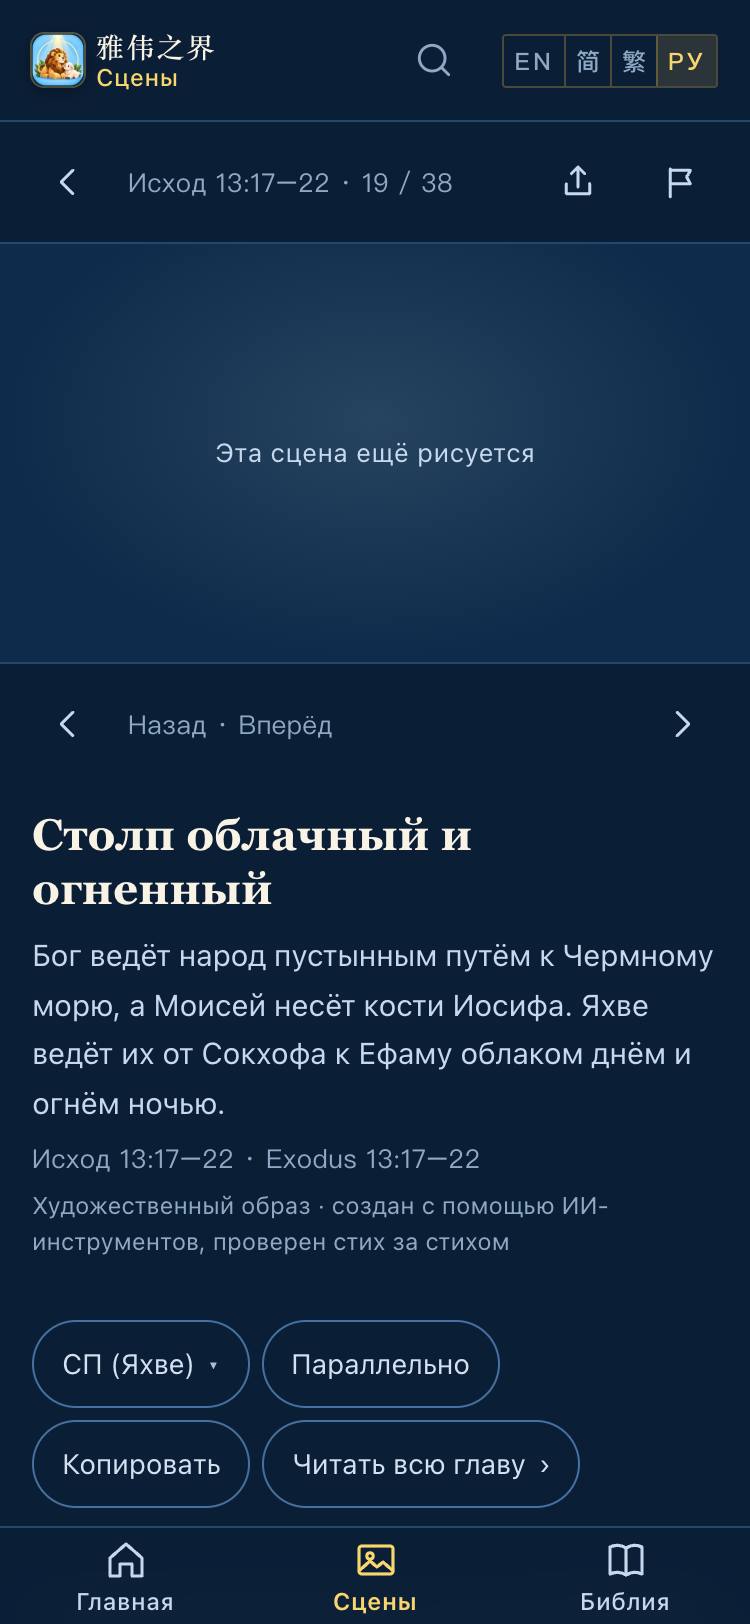 雅伟之界
Сцены
EN 简 繁 РУ
Исход 13:17—22 · 19 / 38
Эта сцена ещё рисуется
Назад · Вперёд
Столп облачный и
огненный
Бог ведёт народ пустынным путём к Чермному
морю, а Моисей несёт кости Иосифа. Яхве
ведёт их от Сокхофа к Ефаму облаком днём и
огнём ночью.
Исход 13:17—22 · Exodus 13:17—22
Художественный образ · создан с помощью ИИ-
инструментов, проверен стих за стихом
СП (Яхве) ▾ Параллельно
Копировать Читать всю главу ›
Главная Сцены Библия